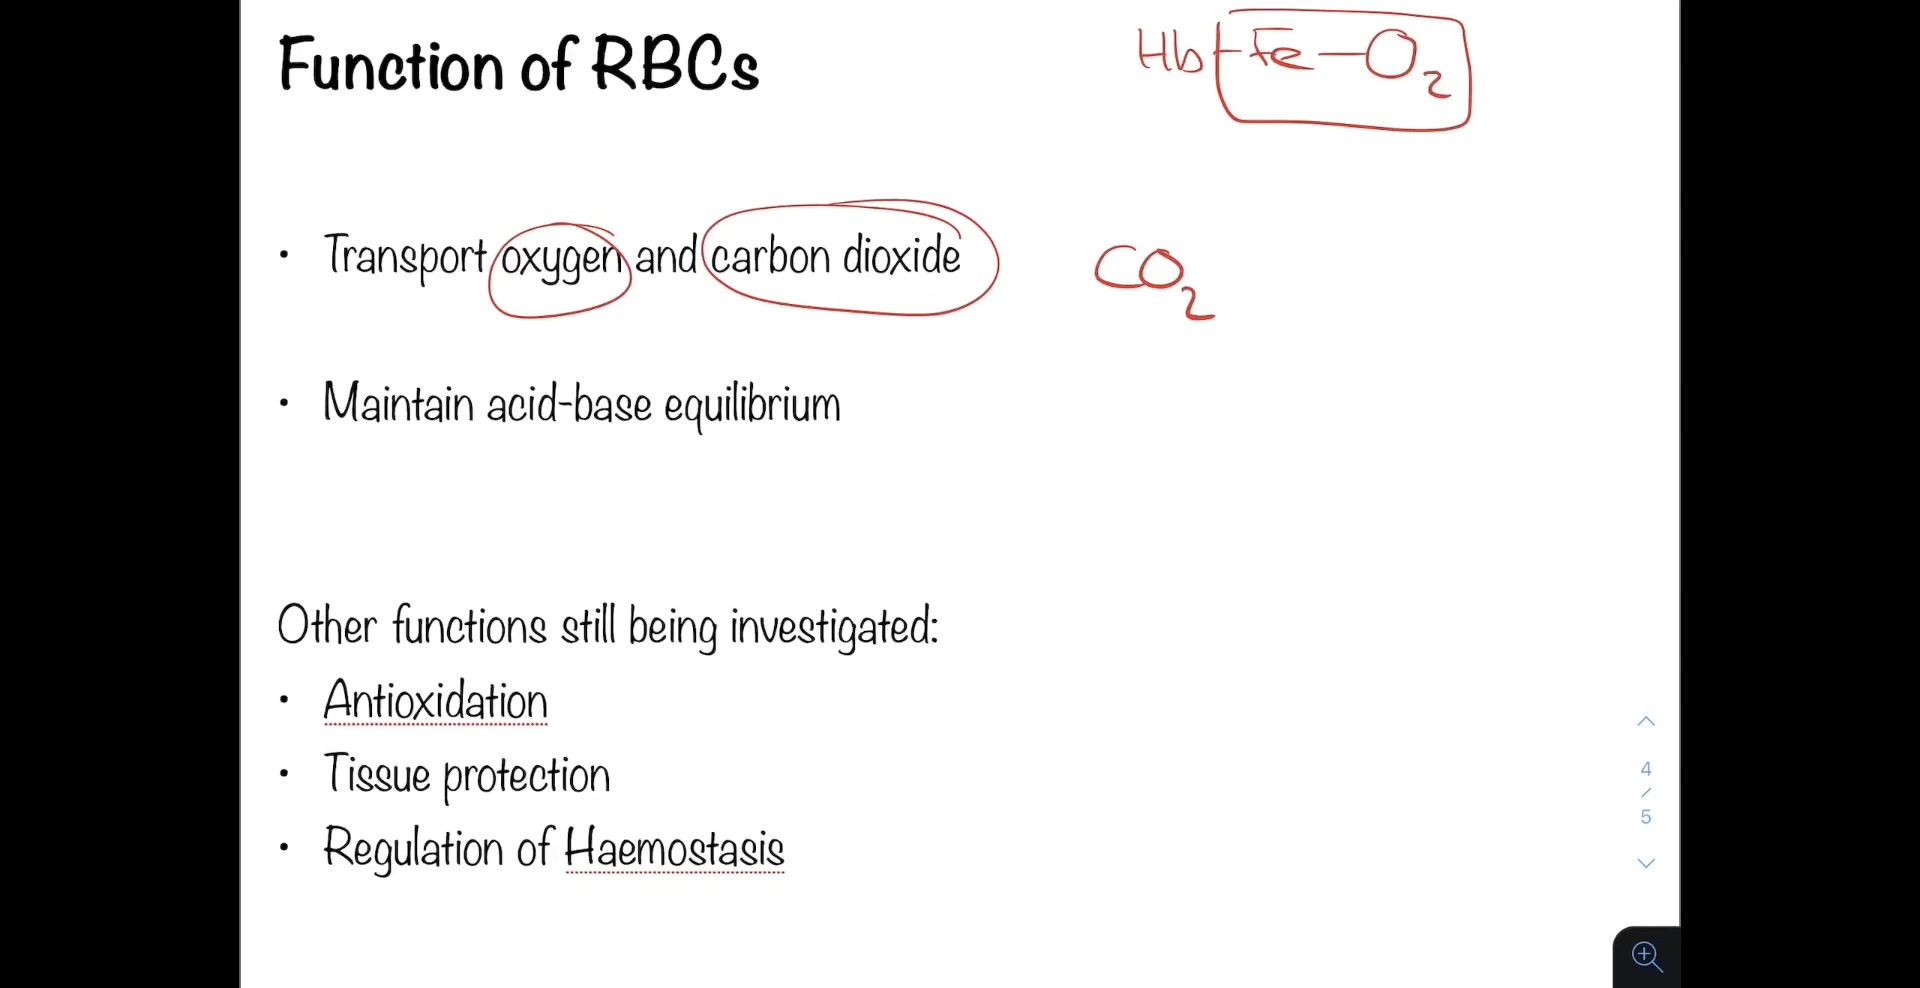 Function of RBCs
Hb-Fe-O2
• Transport oxygen and carbon dioxide
CO2
• Maintain acid-base equilibrium
Other functions still being investigated:
• Antioxidation
• Tissue protection
• Regulation of Haemostasis
4
/
5